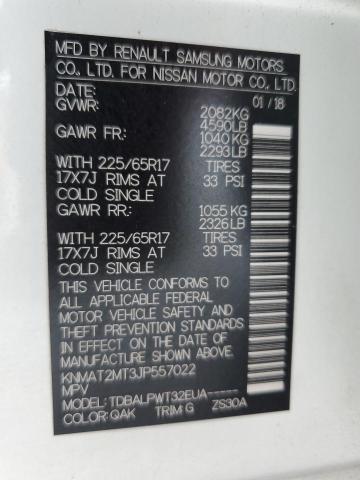 MFD BY RENAULT SAMSUNG MOTORS
CO., LTD. FOR NISSAN MOTOR CO., LTD.
DATE: 01/18
GVWR: 2082KG
4590LB
GAWR FR: 1040 KG
2293LB
WITH 225/65R17 TIRES
17X7J RIMS AT 33 PSI
COLD SINGLE
GAWR RR: 1055 KG
2326LB
WITH 225/65R17 TIRES
17X7J RIMS AT 33 PSI
COLD SINGLE
THIS VEHICLE CONFORMS TO
ALL APPLICABLE FEDERAL
MOTOR VEHICLE SAFETY AND
THEFT PREVENTION STANDARDS
IN EFFECT ON THE DATE OF
MANUFACTURE SHOWN ABOVE.
KNMAT2MT3JP557022
MPV
MODEL: TDBALPWT32EUA-----
COLOR: QAK TRIM: G ZS30A